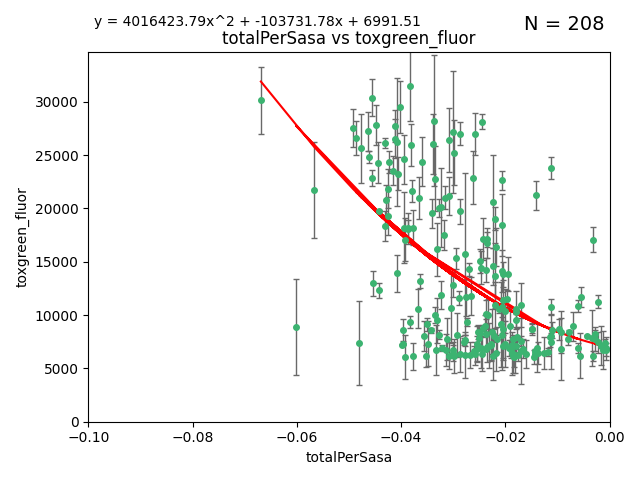 y = 4016423.79x^2 + -103731.78x + 6991.51
N = 208
totalPerSasa vs toxgreen_fluor
30000
25000
20000
15000
10000
5000
0
toxgreen_fluor
−0.10 −0.08 −0.06 −0.04 −0.02 0.00
totalPerSasa